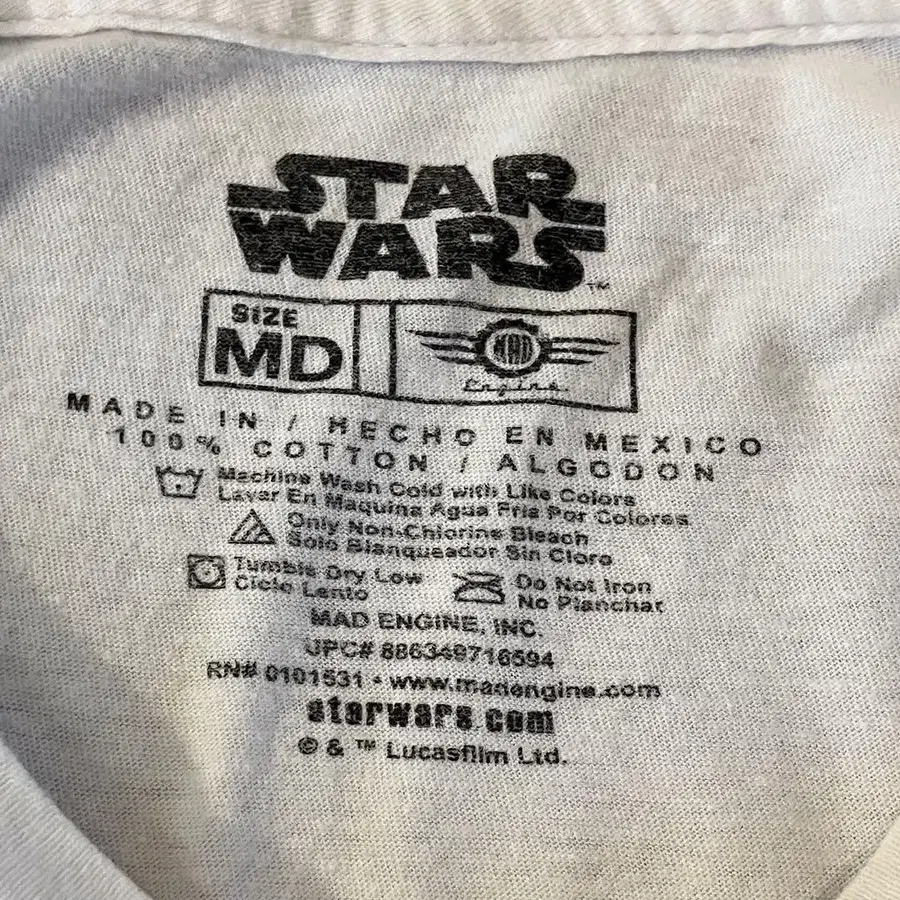 STAR
WARS
™
SIZE
MD
MAD
Engine
MADE IN / HECHO EN MEXICO
100% COTTON / ALGODON
Machine Wash Cold with Like Colors
Lavar En Maquina Agua Fria Por Colores
Only Non-Chlorine Bleach
Solo Blanqueador Sin Cloro
Tumble Dry Low
Ciclo Lento
Do Not Iron
No Planchar
MAD ENGINE, INC.
UPC# 886349716594
RN# 0101531 • www.madengine.com
starwars.com
© & ™ Lucasfilm Ltd.